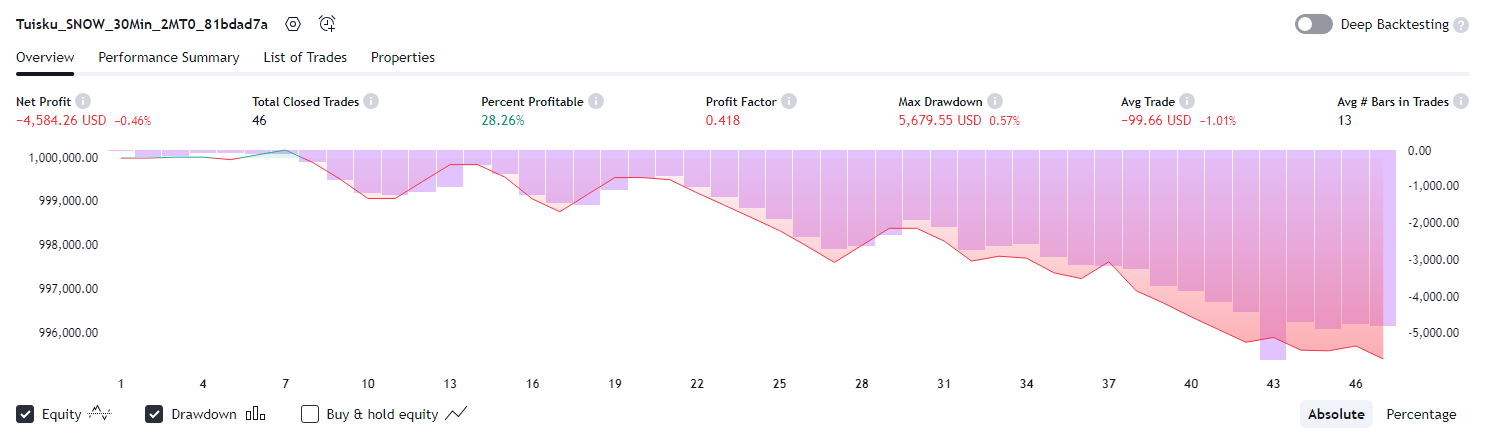 Tuisku_SNOW_30Min_2MT0_81bdad7a Deep Backtesting ?
Overview Performance Summary List of Trades Properties
Net Profit i Total Closed Trades i Percent Profitable i Profit Factor i Max Drawdown i Avg Trade i Avg # Bars in Trades i
−4,584.26 USD −0.46% 46 28.26% 0.418 5,679.55 USD 0.57% −99.66 USD −1.01% 13
1,000,000.00 0.00
999,000.00 -1,000.00
998,000.00 -2,000.00
997,000.00 -3,000.00
996,000.00 -4,000.00
-5,000.00
1 4 7 10 13 16 19 22 25 28 31 34 37 40 43 46
Equity Drawdown Buy & hold equity Absolute Percentage